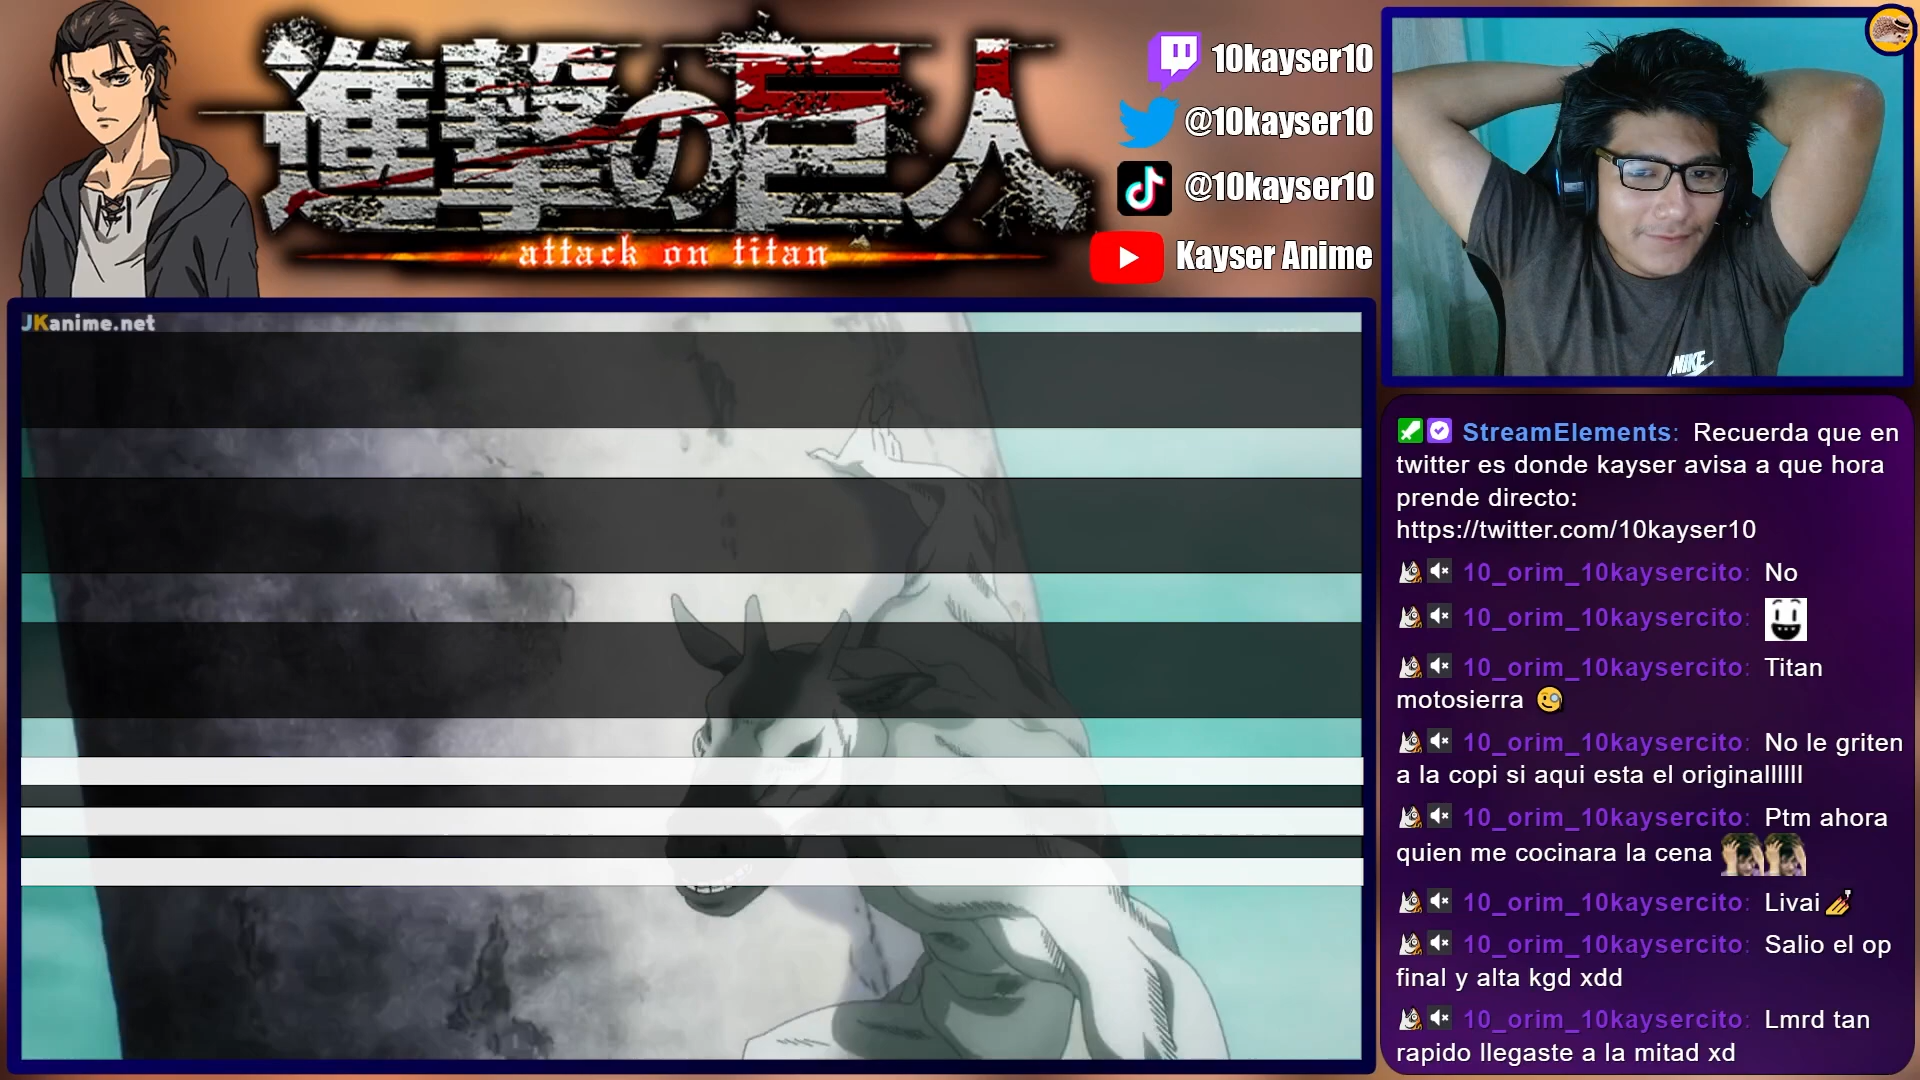 進撃の巨人
attack on titan
10kayser10
@10kayser10
@10kayser10
Kayser Anime
JKanime.net
NIKE
StreamElements: Recuerda que en
twitter es donde kayser avisa a que hora
prende directo:
https://twitter.com/10kayser10
10_orim_10kaysercito: No
10_orim_10kaysercito:
10_orim_10kaysercito: Titan
motosierra 🧐
10_orim_10kaysercito: No le griten
a la copi si aqui esta el originallllll
10_orim_10kaysercito: Ptm ahora
quien me cocinara la cena
10_orim_10kaysercito: Livai💅
10_orim_10kaysercito: Salio el op
final y alta kgd xdd
10_orim_10kaysercito: Lmrd tan
rapido llegaste a la mitad xd